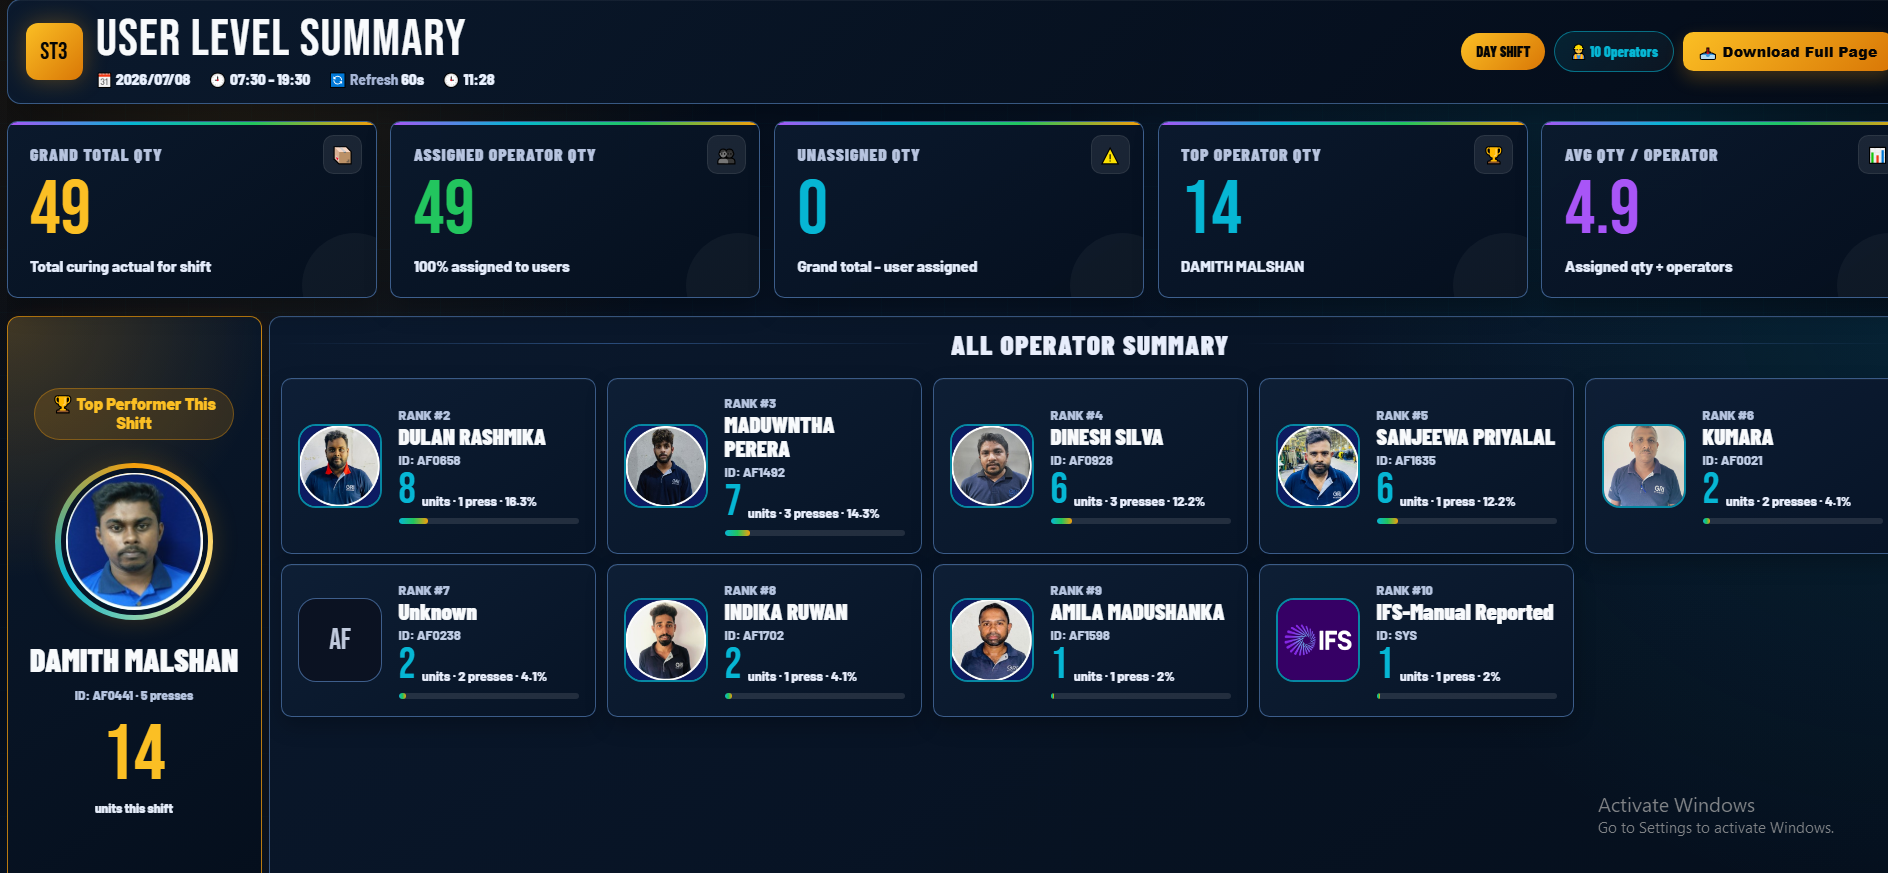 ST3
USER LEVEL SUMMARY
2026/07/08 07:30 - 19:30 Refresh 60s 11:28
DAY SHIFT
10 Operators
Download Full Page
GRAND TOTAL QTY
49
Total curing actual for shift
ASSIGNED OPERATOR QTY
49
100% assigned to users
UNASSIGNED QTY
0
Grand total - user assigned
TOP OPERATOR QTY
14
DAMITH MALSHAN
AVG QTY / OPERATOR
4.9
Assigned qty ÷ operators
Top Performer This
Shift
DAMITH MALSHAN
ID: AF0441 · 5 presses
14
units this shift
ALL OPERATOR SUMMARY
RANK #2
DULAN RASHMIKA
ID: AF0658
8 units · 1 press · 16.3%
RANK #3
MADUWNTHA
PERERA
ID: AF1492
7 units · 3 presses · 14.3%
RANK #4
DINESH SILVA
ID: AF0928
6 units · 3 presses · 12.2%
RANK #5
SANJEEWA PRIYALAL
ID: AF1635
6 units · 1 press · 12.2%
RANK #6
KUMARA
ID: AF0021
2 units · 2 presses · 4.1%
AF
RANK #7
Unknown
ID: AF0238
2 units · 2 presses · 4.1%
RANK #8
INDIKA RUWAN
ID: AF1702
2 units · 1 press · 4.1%
RANK #9
AMILA MADUSHANKA
ID: AF1598
1 units · 1 press · 2%
IFS
RANK #10
IFS-Manual Reported
ID: SYS
1 units · 1 press · 2%
Activate Windows
Go to Settings to activate Windows.